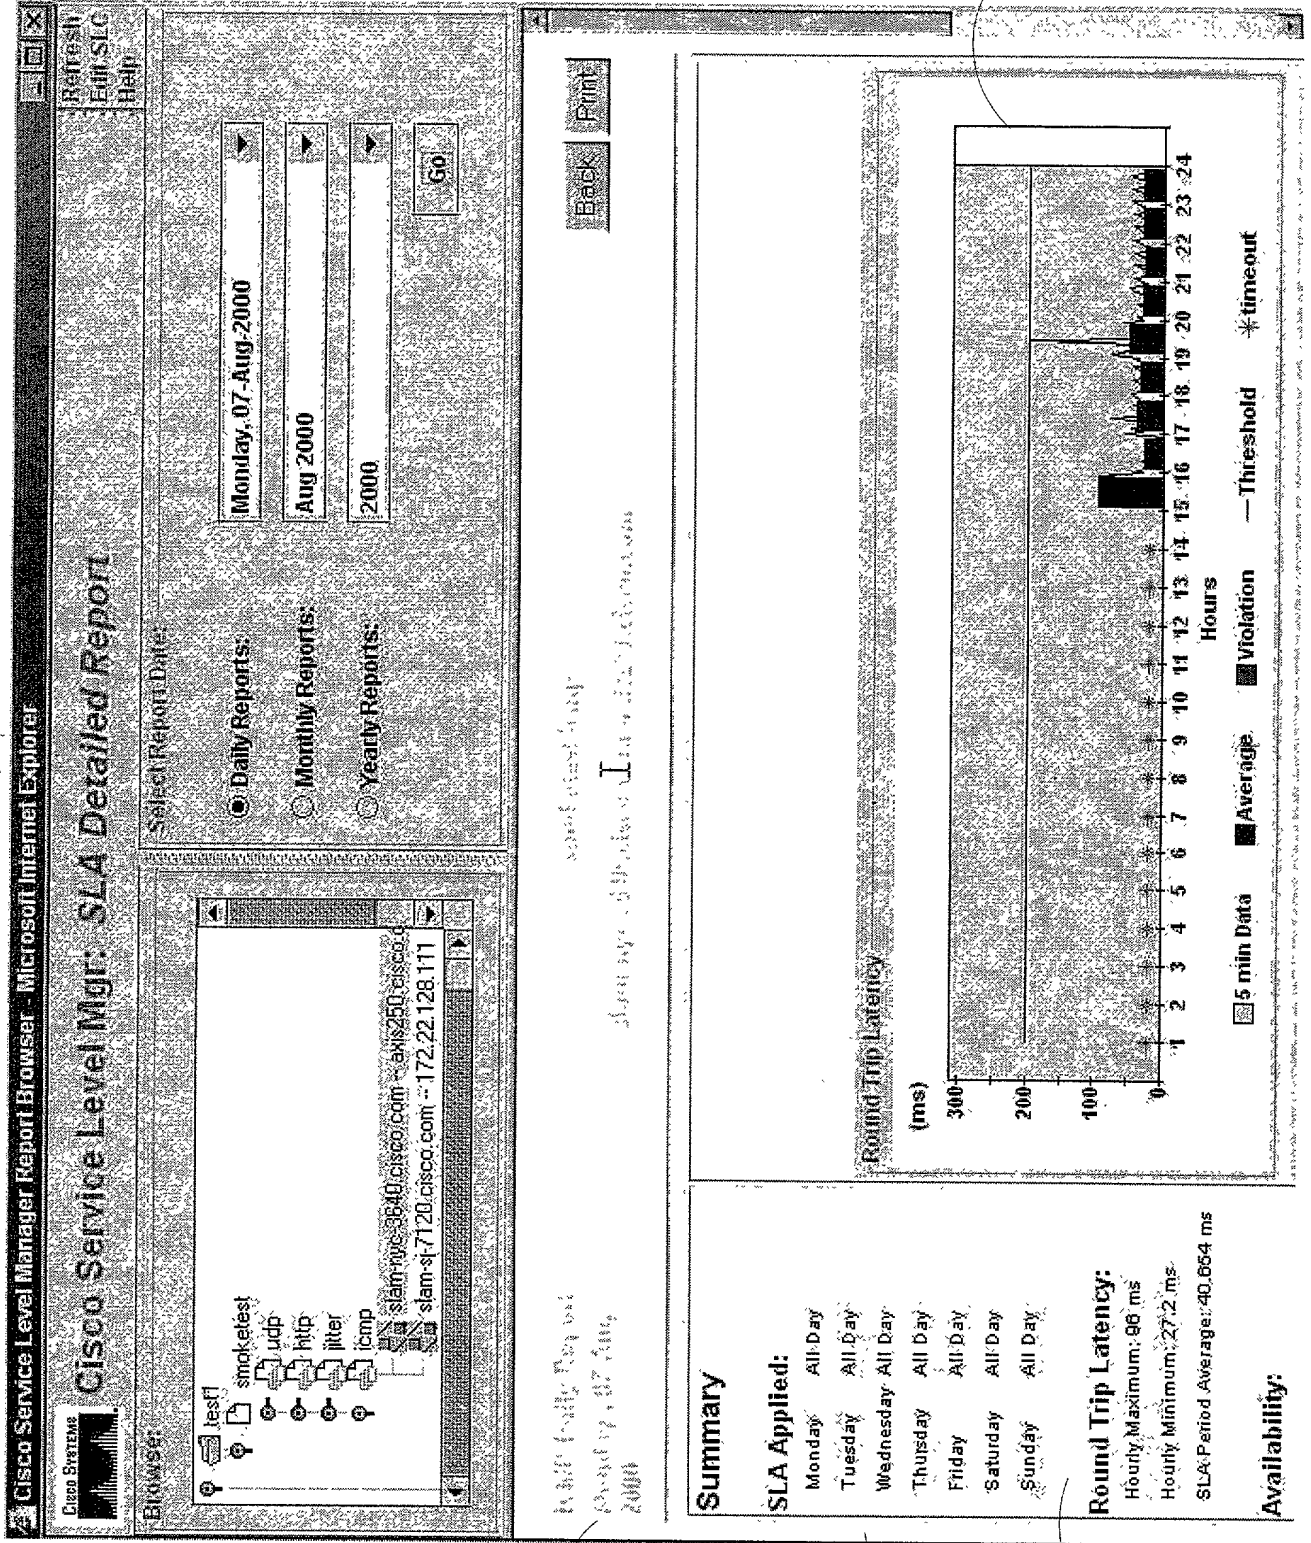 Cisco Service Level Manager Report Browser - Microsoft Internet Explorer
CISCO SYSTEMS
Cisco Service Level Mgr: SLA Detailed Report
Refresh
Edit SLC
Help
Browse:
test1
smoketest
udp
http
jitter
icmp
slam-nyc-3640.cisco.com -- axis250.cisco.c
slam-sj-7120.cisco.com -- 172.22.128.111
Select Report Date:
Daily Reports:
Monday, 07-Aug-2000
Monthly Reports:
Aug 2000
Yearly Reports:
2000
Go
Back
Print
2000
Summary
SLA Applied:
Monday All Day
Tuesday All Day
Wednesday All Day
Thursday All Day
Friday All Day
Saturday All Day
Sunday All Day
Round Trip Latency:
Hourly Maximum: 96 ms
Hourly Minimum: 27.2 ms
SLA Period Average: 40.654 ms
Availability:
Round Trip Latency
(ms)
300
200
100
0
1 2 3 4 5 6 7 8 9 10 11 12 13 14 15 16 17 18 19 20 21 22 23 24
Hours
5 min Data Average Violation Threshold timeout